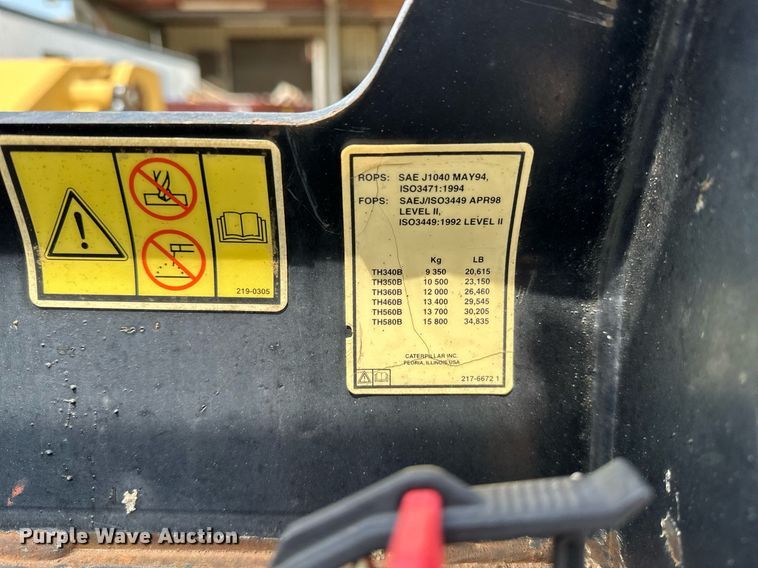 219-0305
ROPS: SAE J1040 MAY94,
ISO3471:1994
FOPS: SAEJ/ISO3449 APR98
LEVEL II,
ISO3449:1992 LEVEL II
Kg LB
TH340B 9 350 20,615
TH350B 10 500 23,150
TH360B 12 000 26,460
TH460B 13 400 29,545
TH560B 13 700 30,205
TH580B 15 800 34,835
CATERPILLAR INC.
PEORIA, ILLINOIS,USA
217-6672 1
Purple Wave Auction